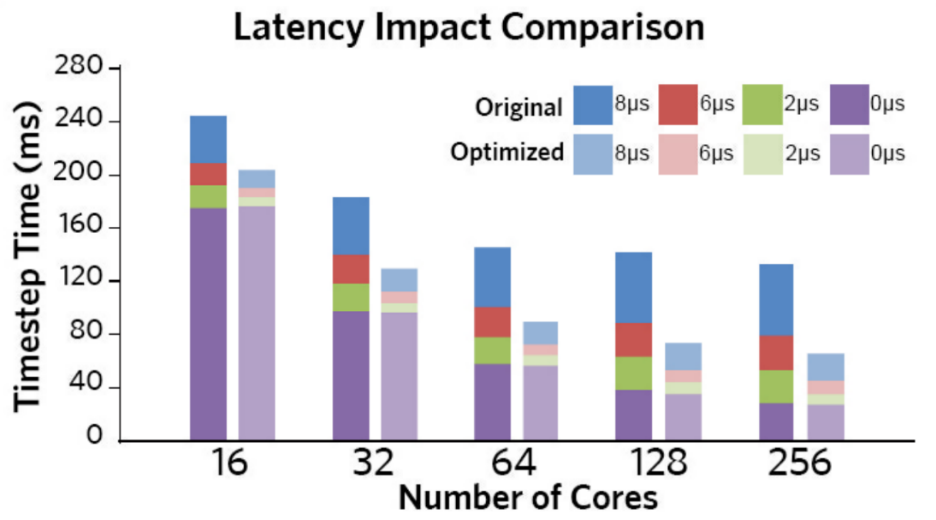 Latency Impact Comparison
280
240
200
160
120
80
40
0
Timestep Time (ms)
Original 8µs 6µs 2µs 0µs
Optimized 8µs 6µs 2µs 0µs
16 32 64 128 256
Number of Cores